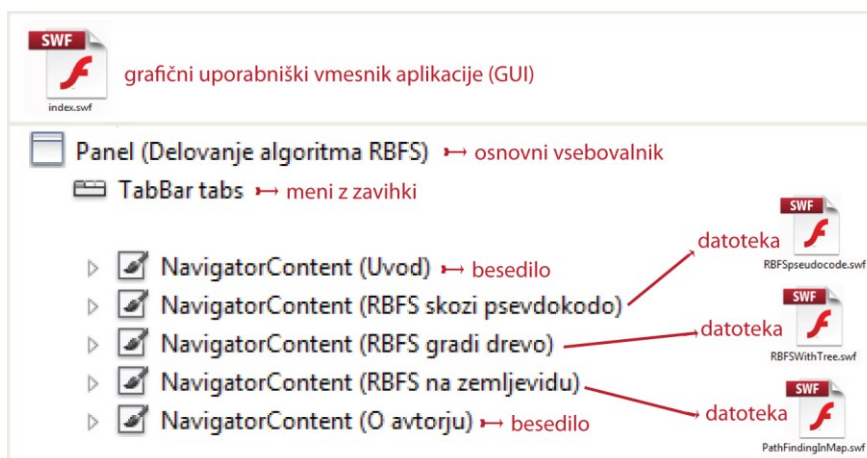 SWF
index.swf
grafični uporabniški vmesnik aplikacije (GUI)
Panel (Delovanje algoritma RBFS) ↦ osnovni vsebovalnik
TabBar tabs ↦ meni z zavihki
NavigatorContent (Uvod) ↦ besedilo
NavigatorContent (RBFS skozi psevdokodo)
datoteka
SWF
RBFSpseudocode.swf
NavigatorContent (RBFS gradi drevo)
datoteka
SWF
RBFSWithTree.swf
NavigatorContent (RBFS na zemljevidu)
datoteka
SWF
PathFindingInMap.swf
NavigatorContent (O avtorju) ↦ besedilo